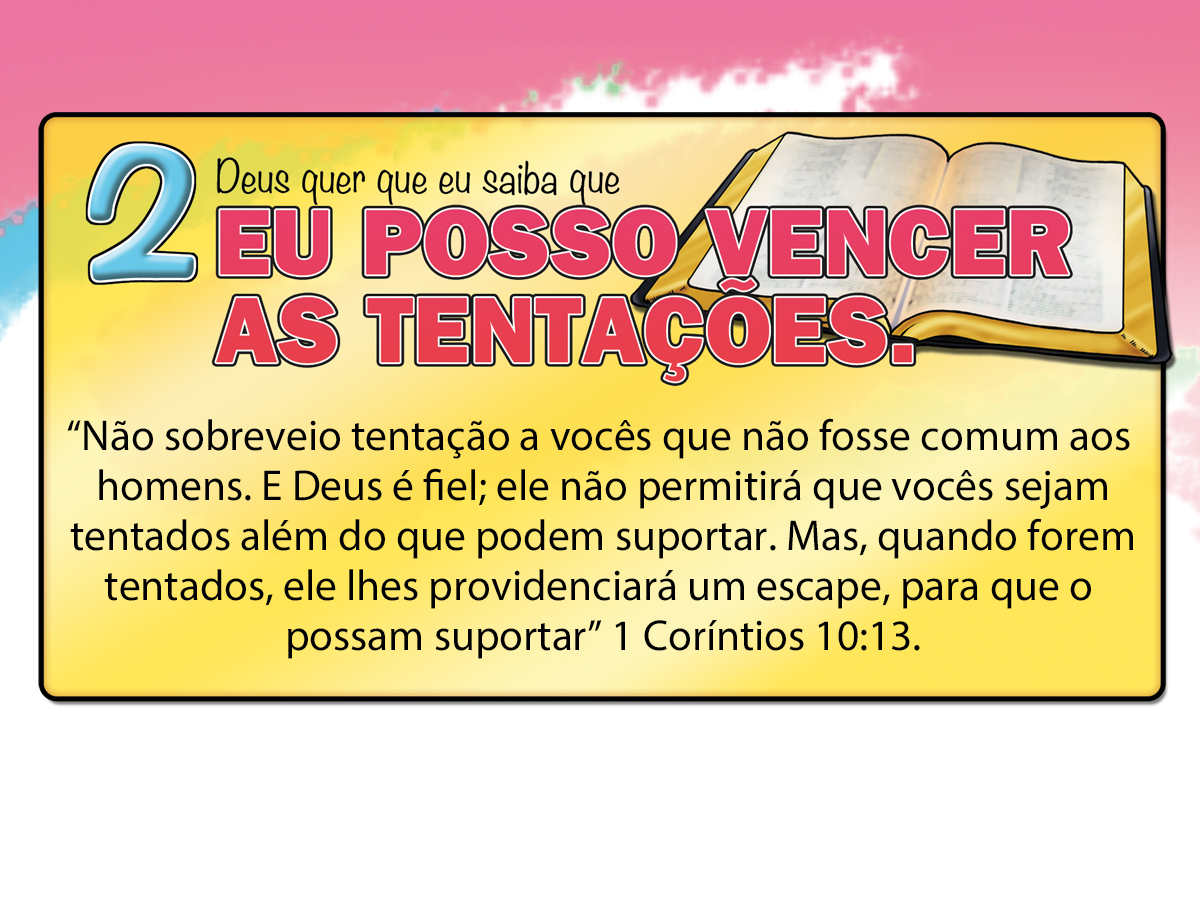 2
Deus quer que eu saiba que
EU POSSO VENCER
AS TENTAÇÕES.
“Não sobreveio tentação a vocês que não fosse comum aos
homens. E Deus é fiel; ele não permitirá que vocês sejam
tentados além do que podem suportar. Mas, quando forem
tentados, ele lhes providenciará um escape, para que o
possam suportar” 1 Coríntios 10:13.